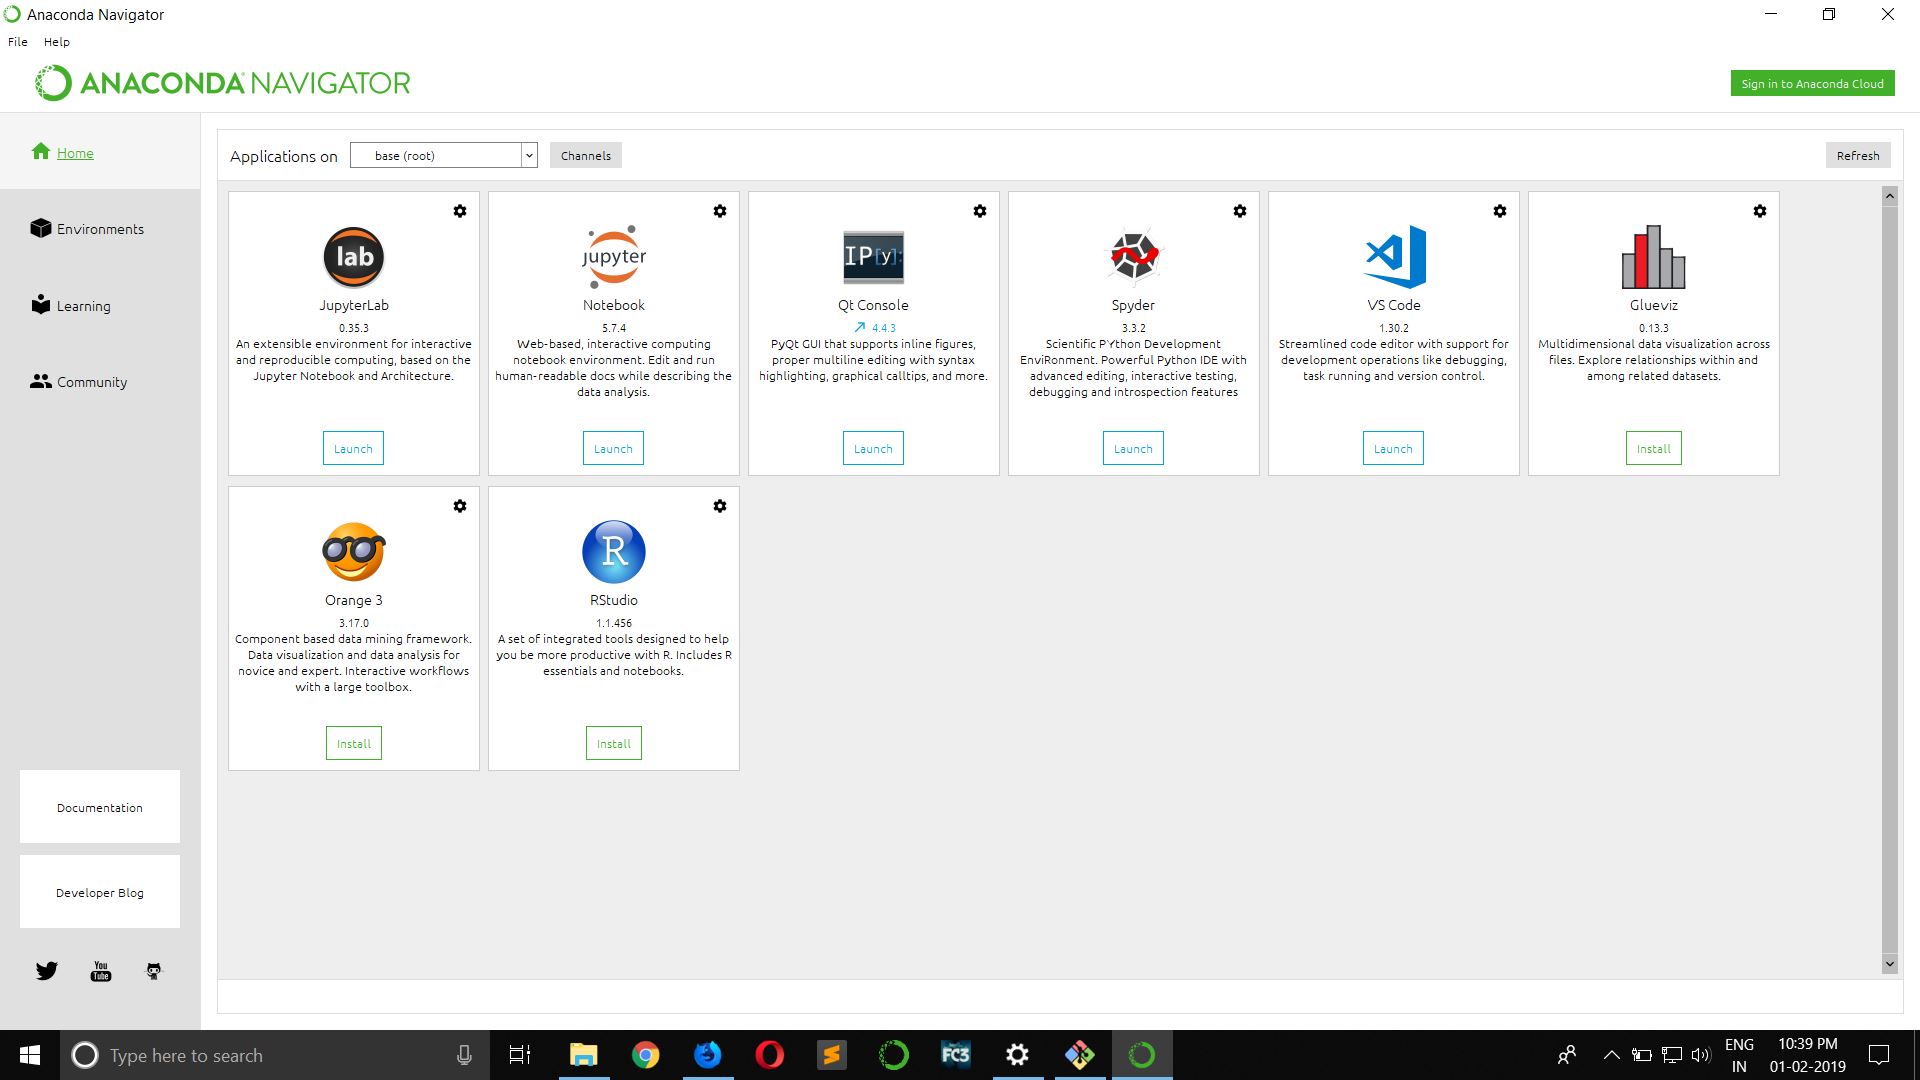 Anaconda Navigator
File Help
ANACONDA NAVIGATOR
Sign in to Anaconda Cloud
Home
Environments
Learning
Community
Documentation
Developer Blog
You
Tube
Applications on base (root) Channels Refresh
lab
JupyterLab
0.35.3
An extensible environment for interactive
and reproducible computing, based on the
Jupyter Notebook and Architecture.
Launch
jupyter
Notebook
5.7.4
Web-based, interactive computing
notebook environment. Edit and run
human-readable docs while describing the
data analysis.
Launch
IP[y]:
Qt Console
4.4.3
PyQt GUI that supports inline figures,
proper multiline editing with syntax
highlighting, graphical calltips, and more.
Launch
Spyder
3.3.2
Scientific PYthon Development
EnviRonment. Powerful Python IDE with
advanced editing, interactive testing,
debugging and introspection features
Launch
VS Code
1.30.2
Streamlined code editor with support for
development operations like debugging,
task running and version control.
Launch
Glueviz
0.13.3
Multidimensional data visualization across
files. Explore relationships within and
among related datasets.
Install
Orange 3
3.17.0
Component based data mining framework.
Data visualization and data analysis for
novice and expert. Interactive workflows
with a large toolbox.
Install
R
RStudio
1.1.456
A set of integrated tools designed to help
you be more productive with R. Includes R
essentials and notebooks.
Install
Type here to search
FC3
ENG
IN
10:39 PM
01-02-2019